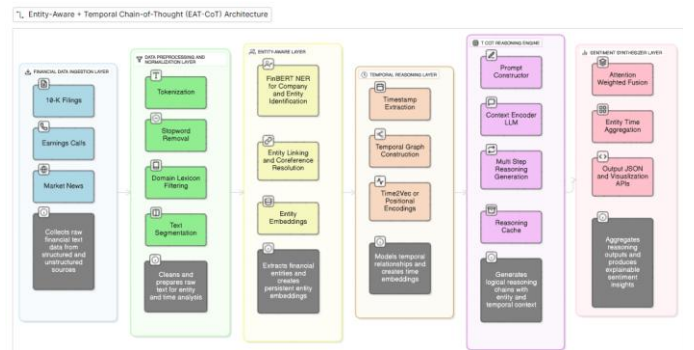 Entity-Aware + Temporal Chain-of-Thought (EAT-CoT) Architecture
FINANCIAL DATA INGESTION LAYER
10-K Filings
Earnings Calls
Market News
Collects raw
financial text
data from
structured and
unstructured
sources
DATA PREPROCESSING AND
NORMALIZATION LAYER
Tokenization
Stopword
Removal
Domain Lexicon
Filtering
Text
Segmentation
Cleans and
prepares raw
text for entity
and time analysis
ENTITY-AWARE LAYER
FinBERT NER
for Company
and Entity
Identification
Entity Linking
and Coreference
Resolution
Entity
Embeddings
Extracts financial
entities and
creates
persistent entity
embeddings
TEMPORAL REASONING LAYER
Timestamp
Extraction
Temporal Graph
Construction
Time2Vec or
Positional
Encodings
Models temporal
relationships and
creates time
embeddings
T COT REASONING ENGINE
Prompt
Constructor
Context Encoder
LLM
Multi Step
Reasoning
Generation
Reasoning
Cache
Generates
logical reasoning
chains with
entity and
temporal context
SENTIMENT SYNTHESIZER LAYER
Attention
Weighted Fusion
Entity Time
Aggregation
Output JSON
and Visualization
APIs
Aggregates
reasoning
outputs and
produces
explainable
sentiment
insights